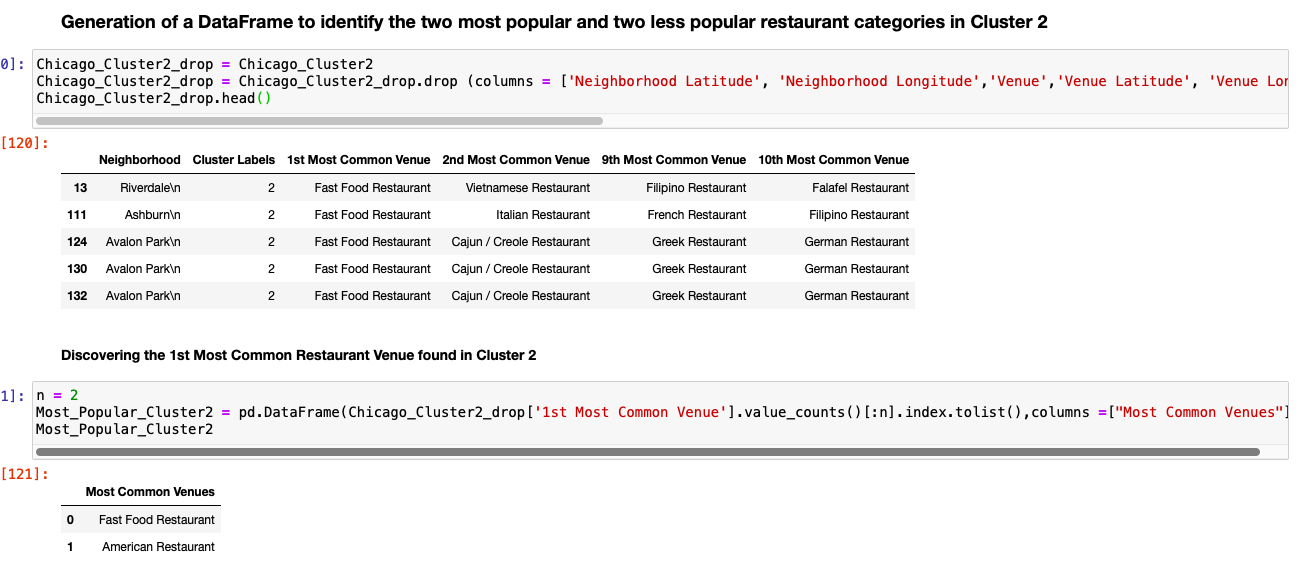 Generation of a DataFrame to identify the two most popular and two less popular restaurant categories in Cluster 2
0]: Chicago_Cluster2_drop = Chicago_Cluster2
Chicago_Cluster2_drop = Chicago_Cluster2_drop.drop (columns = ['Neighborhood Latitude', 'Neighborhood Longitude','Venue','Venue Latitude', 'Venue Lon
Chicago_Cluster2_drop.head()
[120]:
Neighborhood Cluster Labels 1st Most Common Venue 2nd Most Common Venue 9th Most Common Venue 10th Most Common Venue
13 Riverdale\n 2 Fast Food Restaurant Vietnamese Restaurant Filipino Restaurant Falafel Restaurant
111 Ashburn\n 2 Fast Food Restaurant Italian Restaurant French Restaurant Filipino Restaurant
124 Avalon Park\n 2 Fast Food Restaurant Cajun / Creole Restaurant Greek Restaurant German Restaurant
130 Avalon Park\n 2 Fast Food Restaurant Cajun / Creole Restaurant Greek Restaurant German Restaurant
132 Avalon Park\n 2 Fast Food Restaurant Cajun / Creole Restaurant Greek Restaurant German Restaurant
Discovering the 1st Most Common Restaurant Venue found in Cluster 2
1]: n = 2
Most_Popular_Cluster2 = pd.DataFrame(Chicago_Cluster2_drop['1st Most Common Venue'].value_counts()[:n].index.tolist(),columns =["Most Common Venues"]
Most_Popular_Cluster2
[121]:
Most Common Venues
0 Fast Food Restaurant
1 American Restaurant